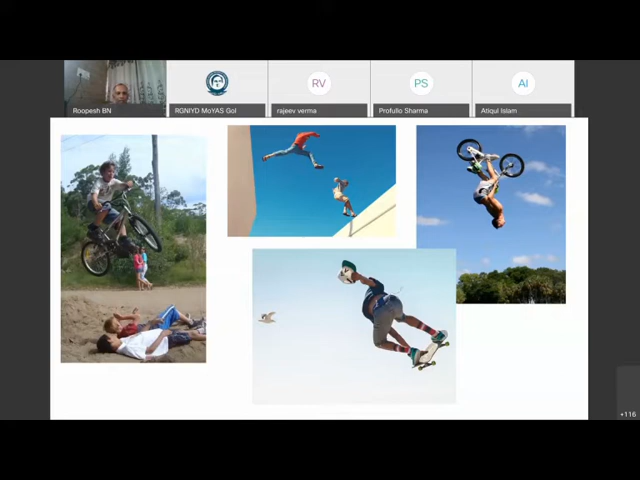 RV
PS
AI
Roopesh BN
RGNIYD MoYAS GoI
rajeev verma
Profullo Sharma
Atiqul Islam
+116